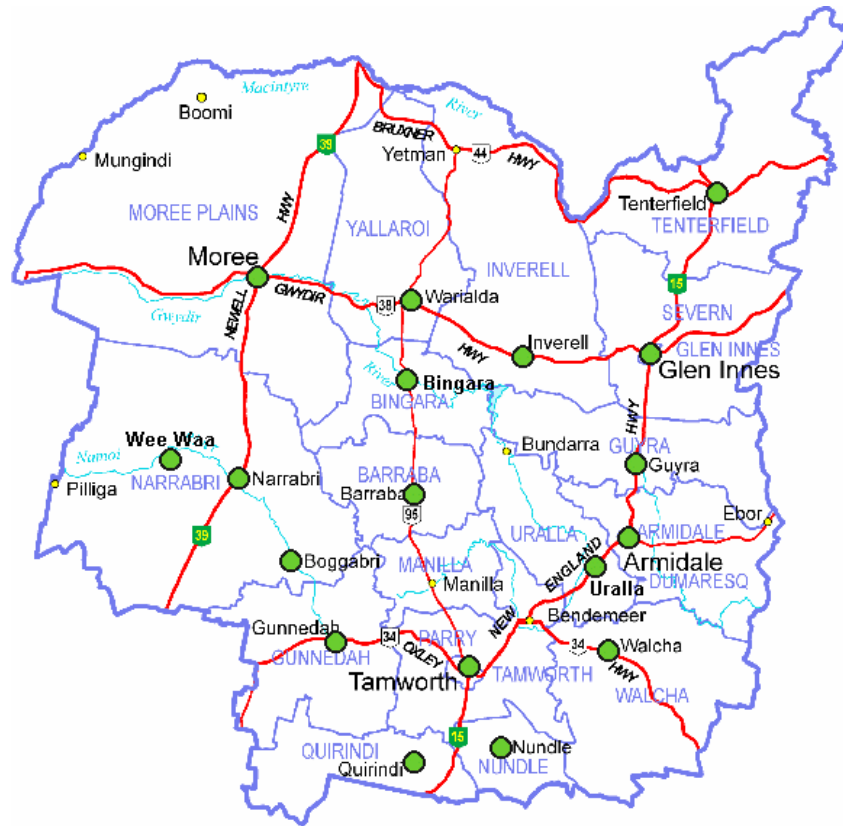 Macintyre
River
Boomi
BRUXNER
39
Yetman
44
HWY
Mungindi
Tenterfield
MOREE PLAINS
HWY
TENTERFIELD
YALLAROI
Moree
INVERELL
15
GWYDIR
38
Warialda
Gwydir
NEWELL
SEVERN
HWY
Inverell
GLEN INNES
Glen Innes
River
Bingara
BINGARA
HWY
Wee Waa
Bundarra
GUYRA
Namoi
NARRABRI
Narrabri
BARRABA
Guyra
Pilliga
Barraba
95
Ebor
39
URALLA
ARMIDALE
Armidale
Boggabri
MANILLA
ENGLAND
Manilla
Uralla
DUMARESQ
NEW
Bendemeer
Gunnedah
34
PARRY
34
Walcha
GUNNEDAH
OXLEY
HWY
Tamworth
TAMWORTH
WALCHA
15
QUIRINDI
Nundle
Quirindi
NUNDLE